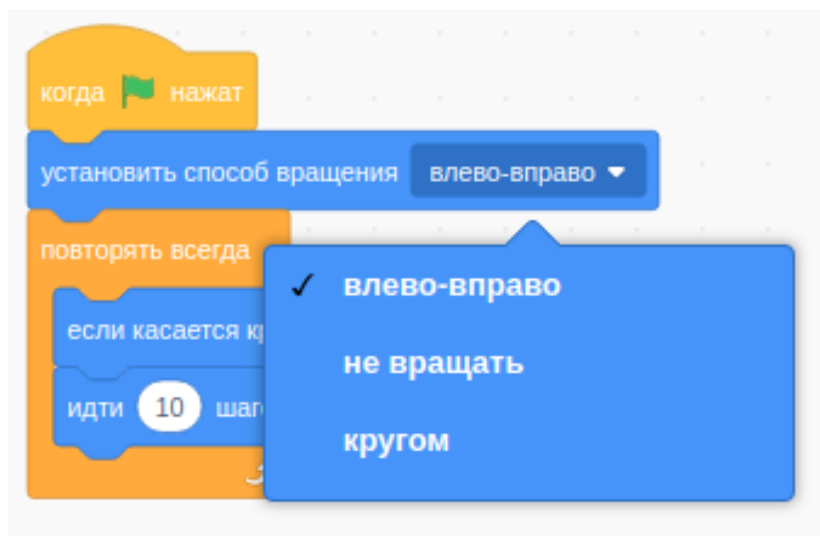 когда нажат
установить способ вращения влево-вправо
повторять всегда
влево-вправо
если касается
не вращать
идти 10
кругом